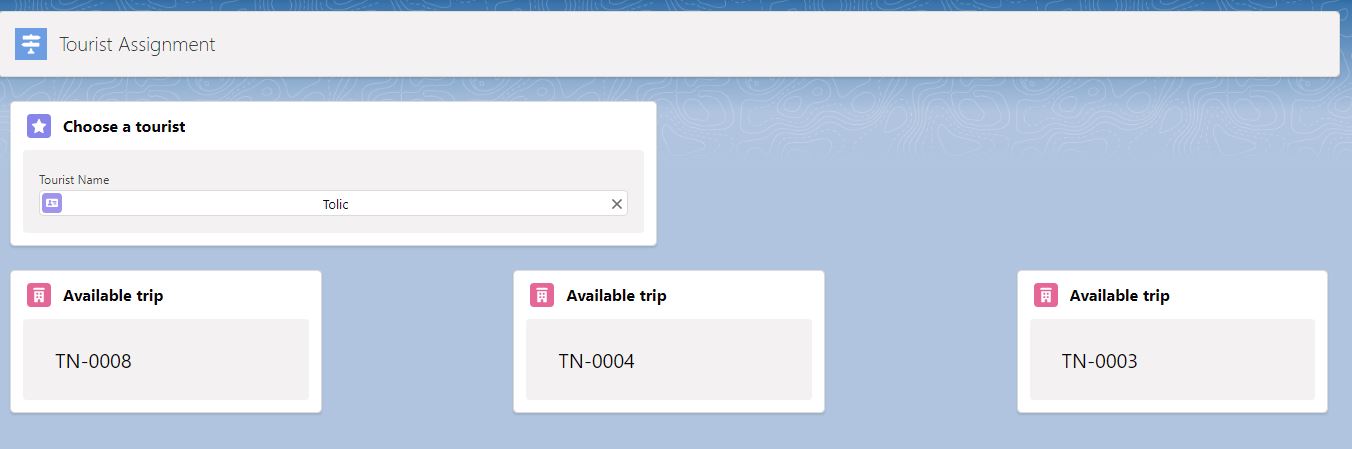 Tourist Assignment
Choose a tourist
Tourist Name
Tolic
Available trip
TN-0008
Available trip
TN-0004
Available trip
TN-0003